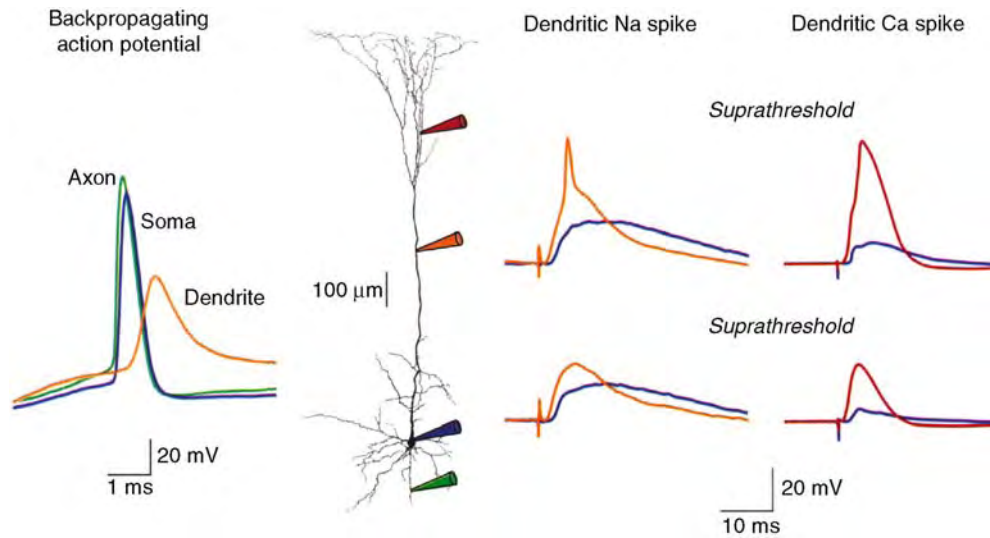 Backpropagating
action potential
Axon
Soma
Dendrite
20 mV
1 ms
100 μm
Dendritic Na spike
Dendritic Ca spike
Suprathreshold
Suprathreshold
20 mV
10 ms